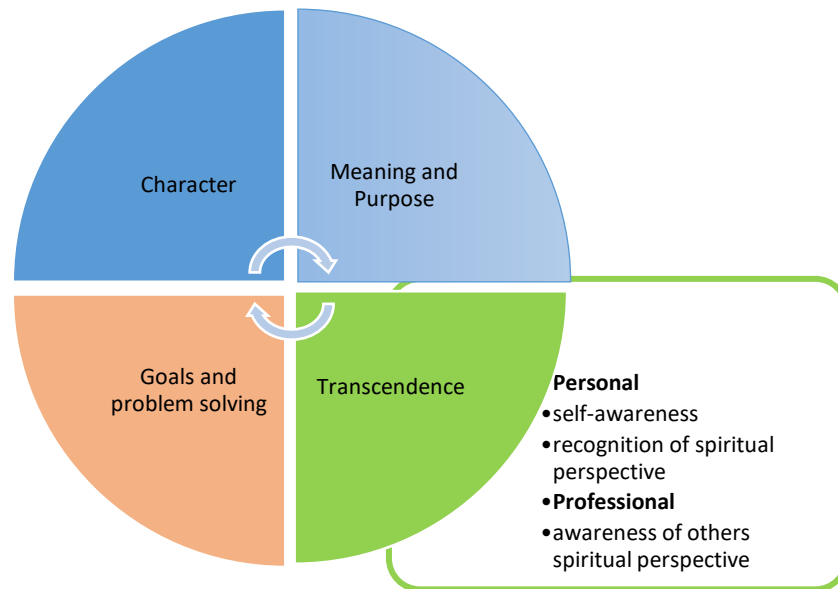 Character
Meaning and
Purpose
Goals and
problem solving
Transcendence
Personal
•self-awareness
•recognition of spiritual
perspective
•Professional
•awareness of others
spiritual perspective